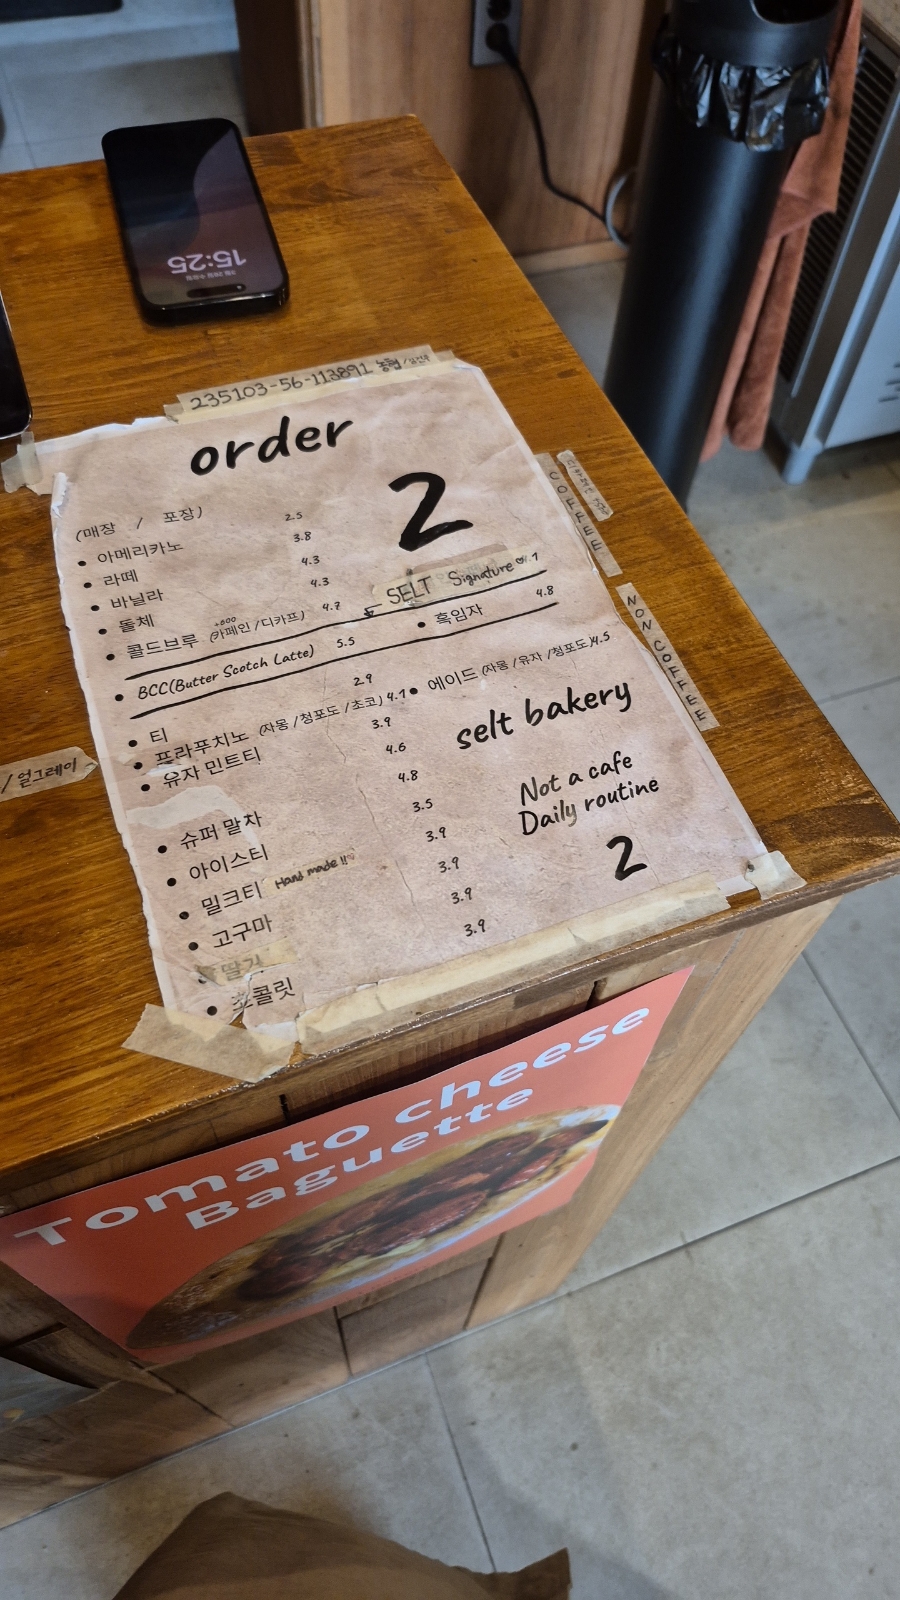 15:25
235103-56-113891 농협
order
2
(매장 / 포장)
• 아메리카노 2.5
• 라떼 3.8
• 바닐라 4.3
• 돌체 4.3
• 콜드브루 +500 (카페인 / 디카프) 4.7
SELT Signature
• BCC(Butter Scotch Latte) 5.5
• 흑임자 4.8
• 티 2.9
• 프라푸치노 (자몽 / 청포도 / 초코) 4.1
• 에이드 (자몽 / 유자 / 청포도) 4.5
• 유자 민트티 3.9
4.6
• 슈퍼 말차 4.8
• 아이스티 3.5
• 밀크티 Hand made !! 3.9
• 고구마 3.9
딸기 3.9
• 초콜릿 3.9
selt bakery
Not a cafe
Daily routine
2
COFFEE
NON COFFEE
/ 얼그레이
Tomato cheese
Baguette